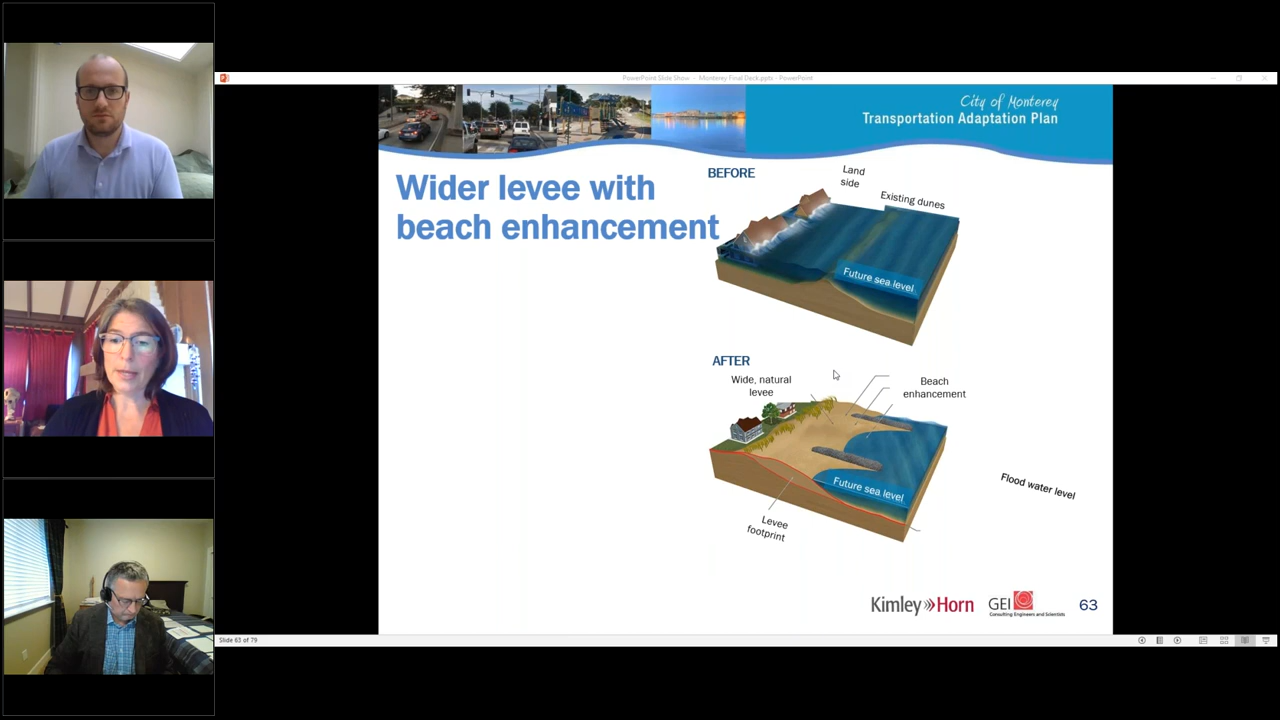 PowerPoint Slide Show - Monterey Final Deck.pptx - PowerPoint
City of Monterey
Transportation Adaptation Plan
Wider levee with
beach enhancement
BEFORE
Land
side
Existing dunes
Future sea level
AFTER
Wide, natural
levee
Beach
enhancement
Future sea level
Flood water level
Levee
footprint
Kimley»Horn
GEI
Consulting Engineers and Scientists
63
Slide 63 of 79